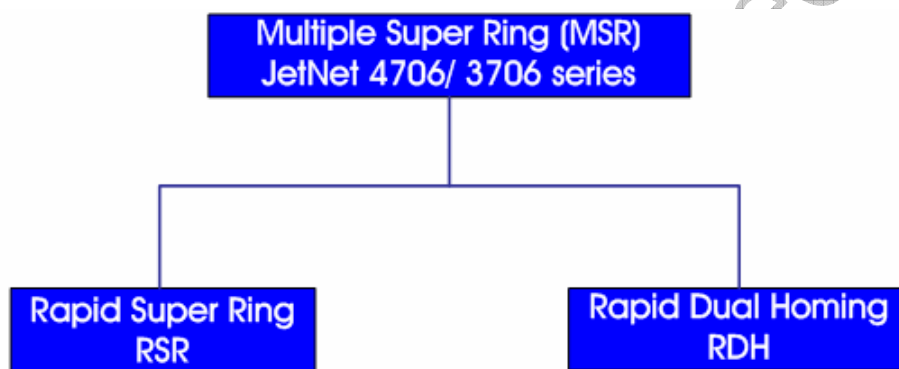 Multiple Super Ring (MSR)
JetNet 4706/ 3706 series
Rapid Super Ring
RSR
Rapid Dual Homing
RDH